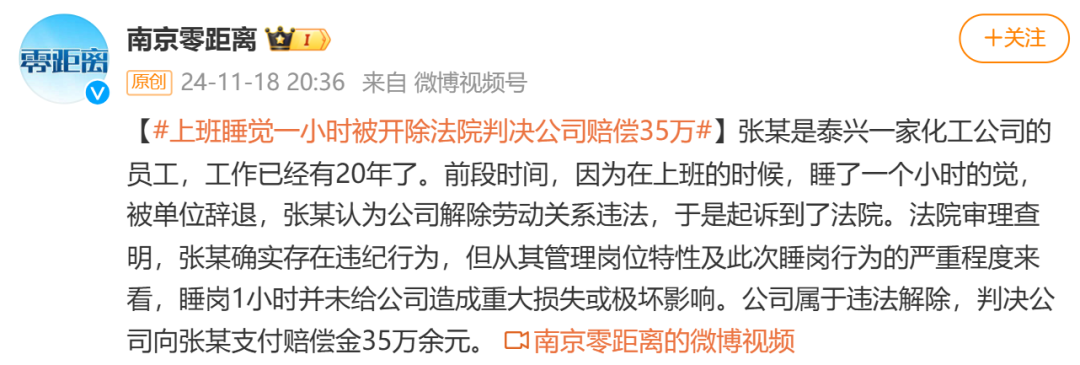 零距离
南京零距离 I
+关注
原创 24-11-18 20:36 来自 微博视频号
【#上班睡觉一小时被开除法院判决公司赔偿35万#】张某是泰兴一家化工公司的
员工，工作已经有20年了。前段时间，因为在上班的时候，睡了一个小时的觉，
被单位辞退，张某认为公司解除劳动关系违法，于是起诉到了法院。法院审理查
明，张某确实存在违纪行为，但从其管理岗位特性及此次睡岗行为的严重程度来
看，睡岗1小时并未给公司造成重大损失或极坏影响。公司属于违法解除，判决公
司向张某支付赔偿金35万余元。 南京零距离的微博视频